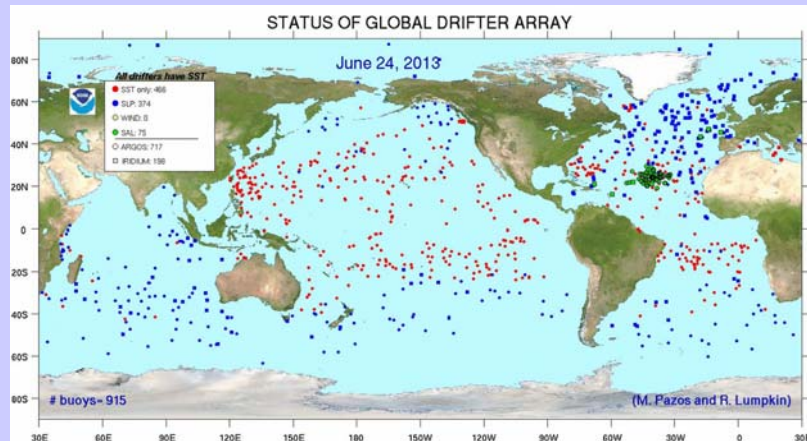 STATUS OF GLOBAL DRIFTER ARRAY
June 24, 2013
All drifters have SST
SST only: 466
SLP: 374
WIND: 0
SAL: 75
ARGOS: 717
IRIDIUM: 198
80N
60N
40N
20N
0
20S
40S
60S
80S
# buoys= 915
(M. Pazos and R. Lumpkin)
30E 60E 90E 120E 150E 180 150W 120W 90W 60W 30W 0 30E